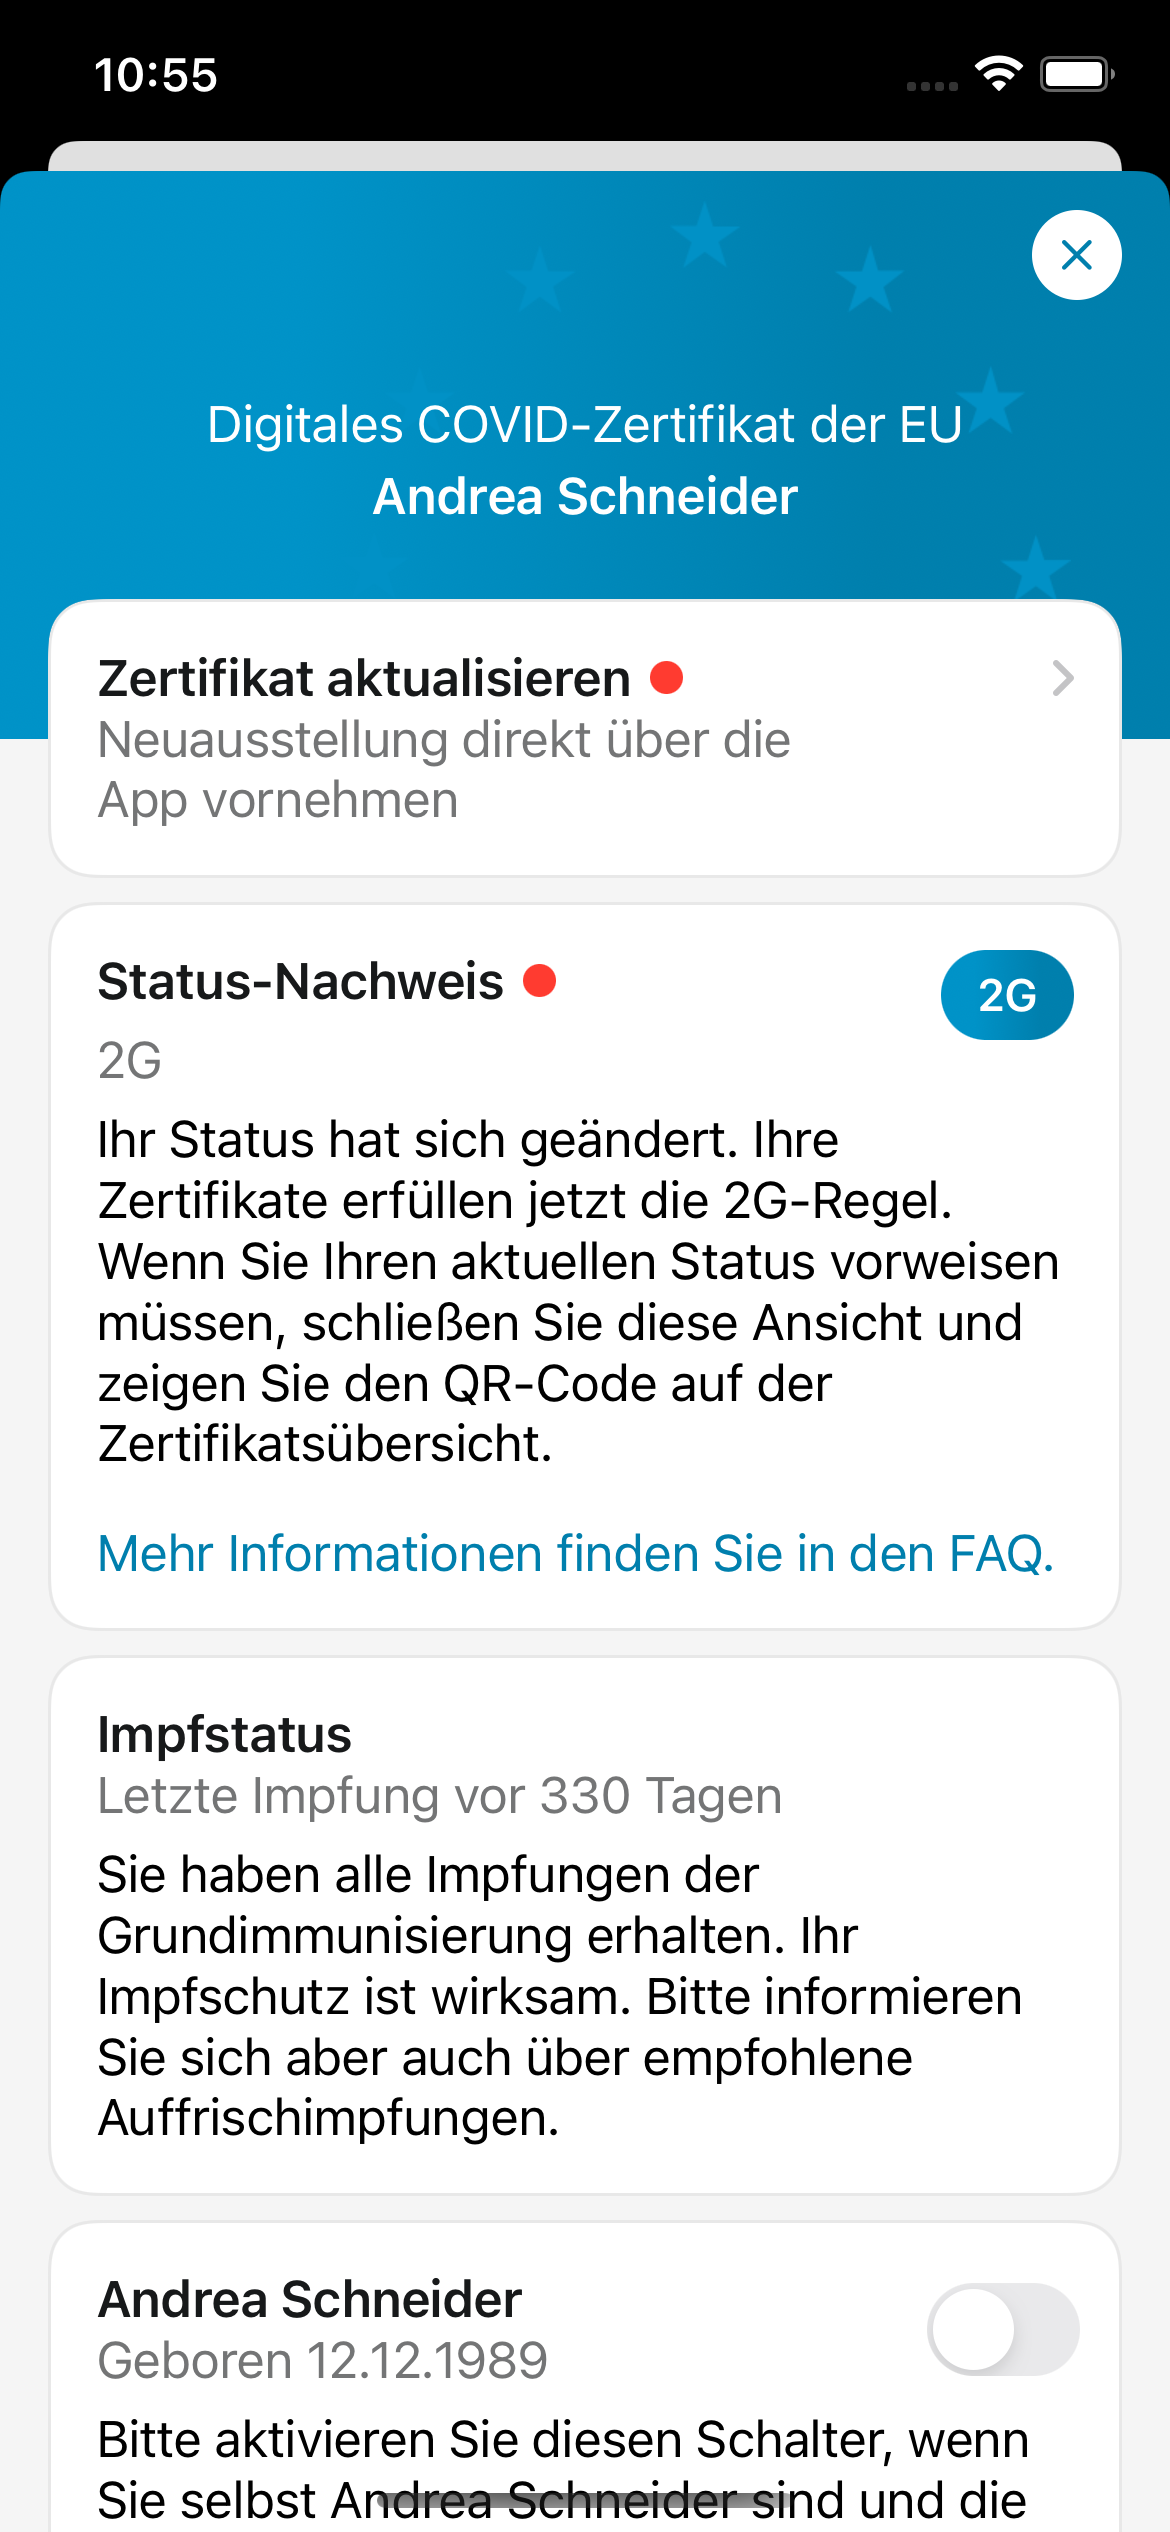 10:55
Digitales COVID-Zertifikat der EU
Andrea Schneider
Zertifikat aktualisieren
Neuausstellung direkt über die
App vornehmen
Status-Nachweis
2G
2G
Ihr Status hat sich geändert. Ihre
Zertifikate erfüllen jetzt die 2G-Regel.
Wenn Sie Ihren aktuellen Status vorweisen
müssen, schließen Sie diese Ansicht und
zeigen Sie den QR-Code auf der
Zertifikatsübersicht.
Mehr Informationen finden Sie in den FAQ.
Impfstatus
Letzte Impfung vor 330 Tagen
Sie haben alle Impfungen der
Grundimmunisierung erhalten. Ihr
Impfschutz ist wirksam. Bitte informieren
Sie sich aber auch über empfohlene
Auffrischimpfungen.
Andrea Schneider
Geboren 12.12.1989
Bitte aktivieren Sie diesen Schalter, wenn
Sie selbst Andrea Schneider sind und die